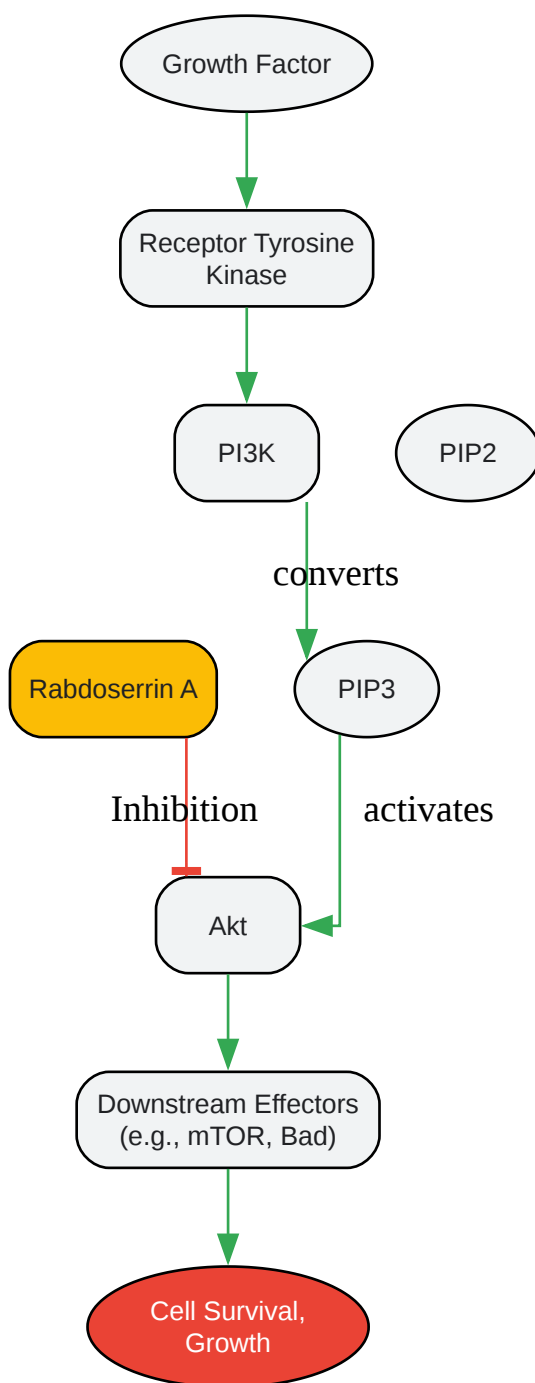 Growth Factor
Receptor Tyrosine
Kinase
PI3K
PIP2
converts
Rabdoserrin A
PIP3
Inhibition
activates
Akt
Downstream Effectors
(e.g., mTOR, Bad)
Cell Survival,
Growth